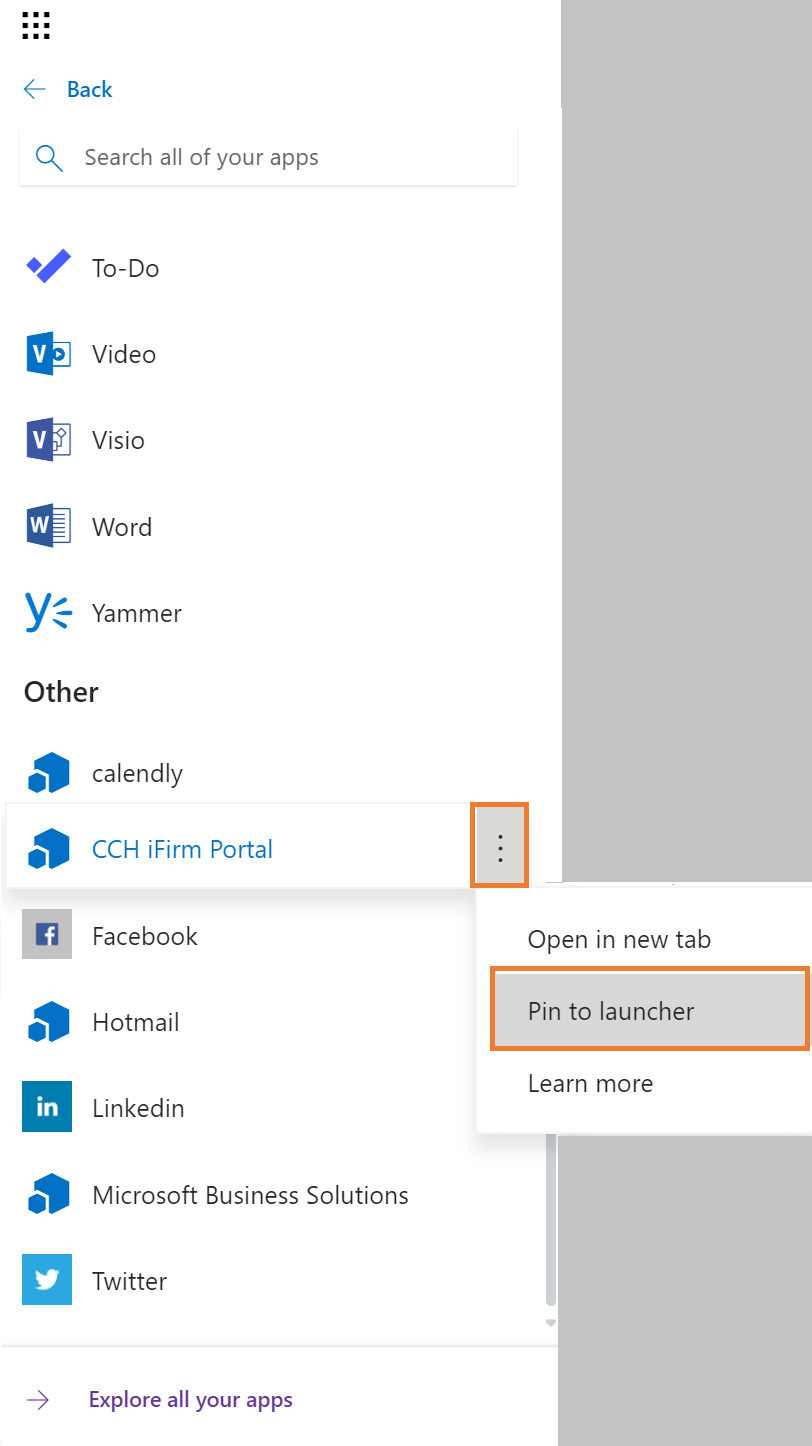 Back
Search all of your apps
To-Do
Video
Visio
Word
Yammer
Other
calendly
CCH iFirm Portal
Facebook
Open in new tab
Pin to launcher
Hotmail
Learn more
Linkedin
Microsoft Business Solutions
Twitter
Explore all your apps